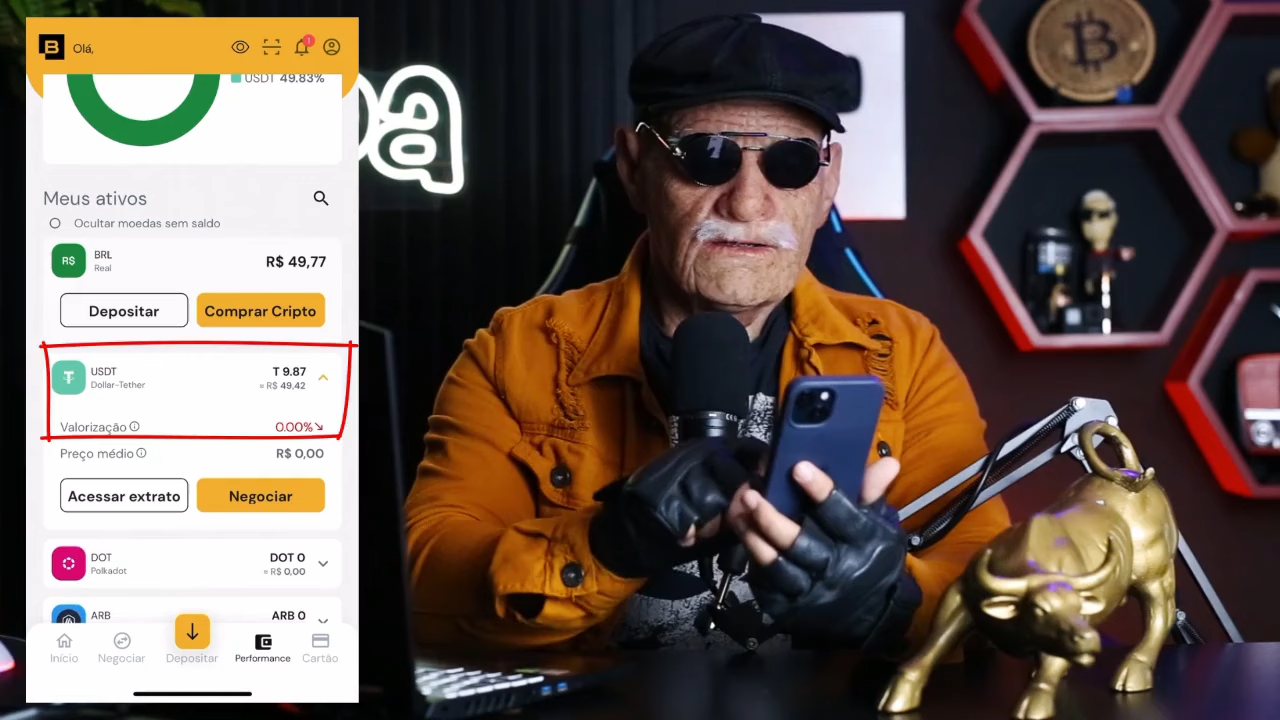 B Olá,
1
USDT 49.83%
Meus ativos
Ocultar moedas sem saldo
R$ BRL R$ 49,77
Real
Depositar Comprar Cripto
USDT T 9.87
Dollar-Tether ≈ R$ 49,42
Valorização 0.00%
Preço médio R$ 0,00
Acessar extrato Negociar
DOT DOT 0
Polkadot ≈ R$ 0,00
ARB ARB 0
Início Negociar Depositar Performance Cartão